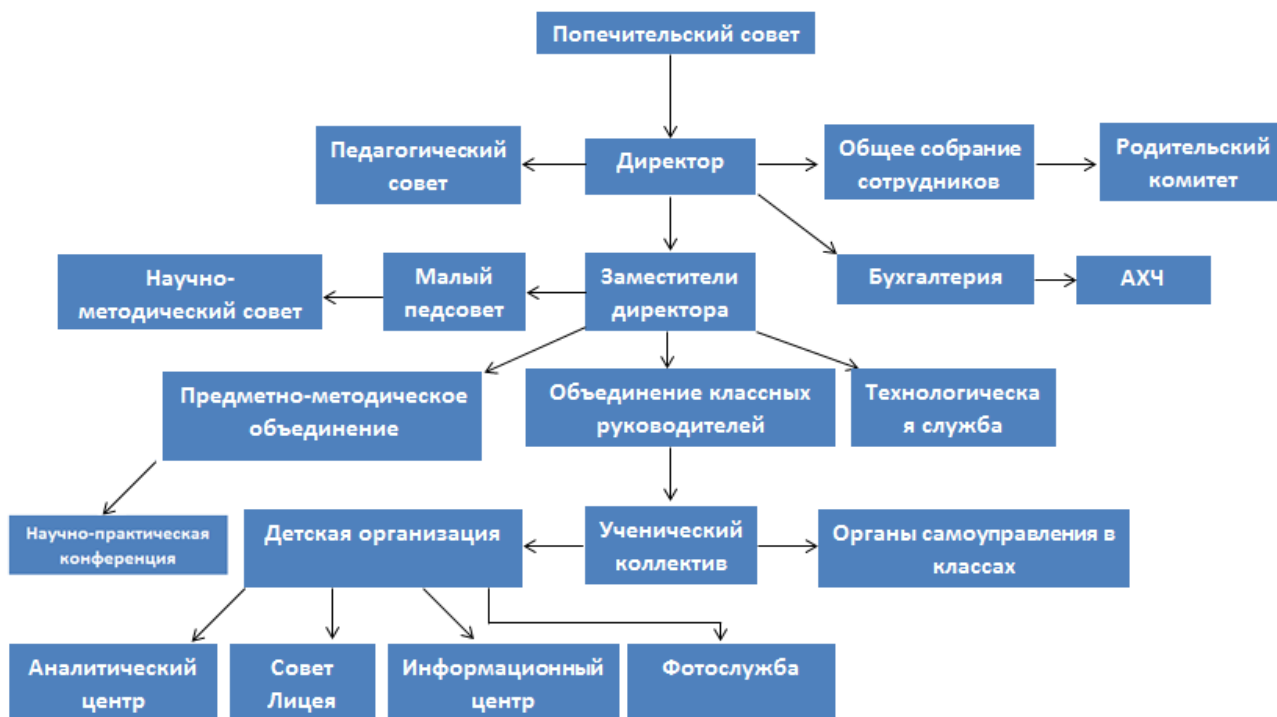 Попечительский совет
Педагогический
совет
Директор
Общее собрание
сотрудников
Родительский
комитет
Научно-
методический совет
Малый
педсовет
Заместители
директора
Бухгалтерия
АХЧ
Предметно-методическое
объединение
Объединение классных
руководителей
Технологическа
я служба
Научно-практическая
конференция
Детская организация
Ученический
коллектив
Органы самоуправления в
классах
Аналитический
центр
Совет
Лицея
Информационный
центр
Фотослужба